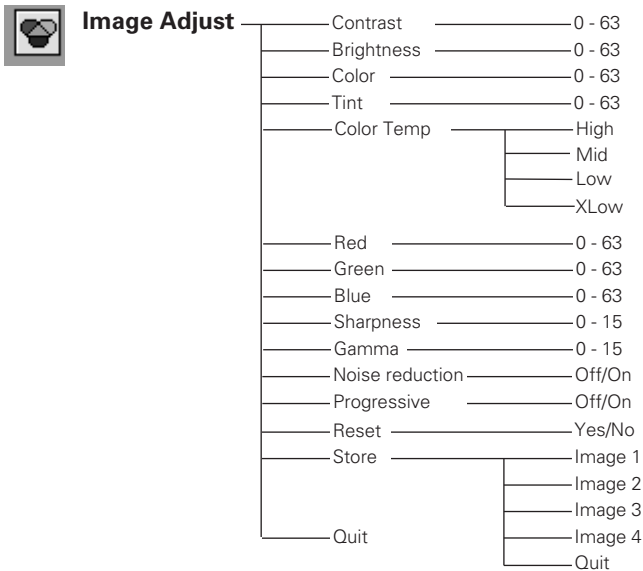 Image Adjust
Contrast 0 - 63
Brightness 0 - 63
Color 0 - 63
Tint 0 - 63
Color Temp High
Mid
Low
XLow
Red 0 - 63
Green 0 - 63
Blue 0 - 63
Sharpness 0 - 15
Gamma 0 - 15
Noise reduction Off/On
Progressive Off/On
Reset Yes/No
Store Image 1
Image 2
Image 3
Quit Image 4
Quit